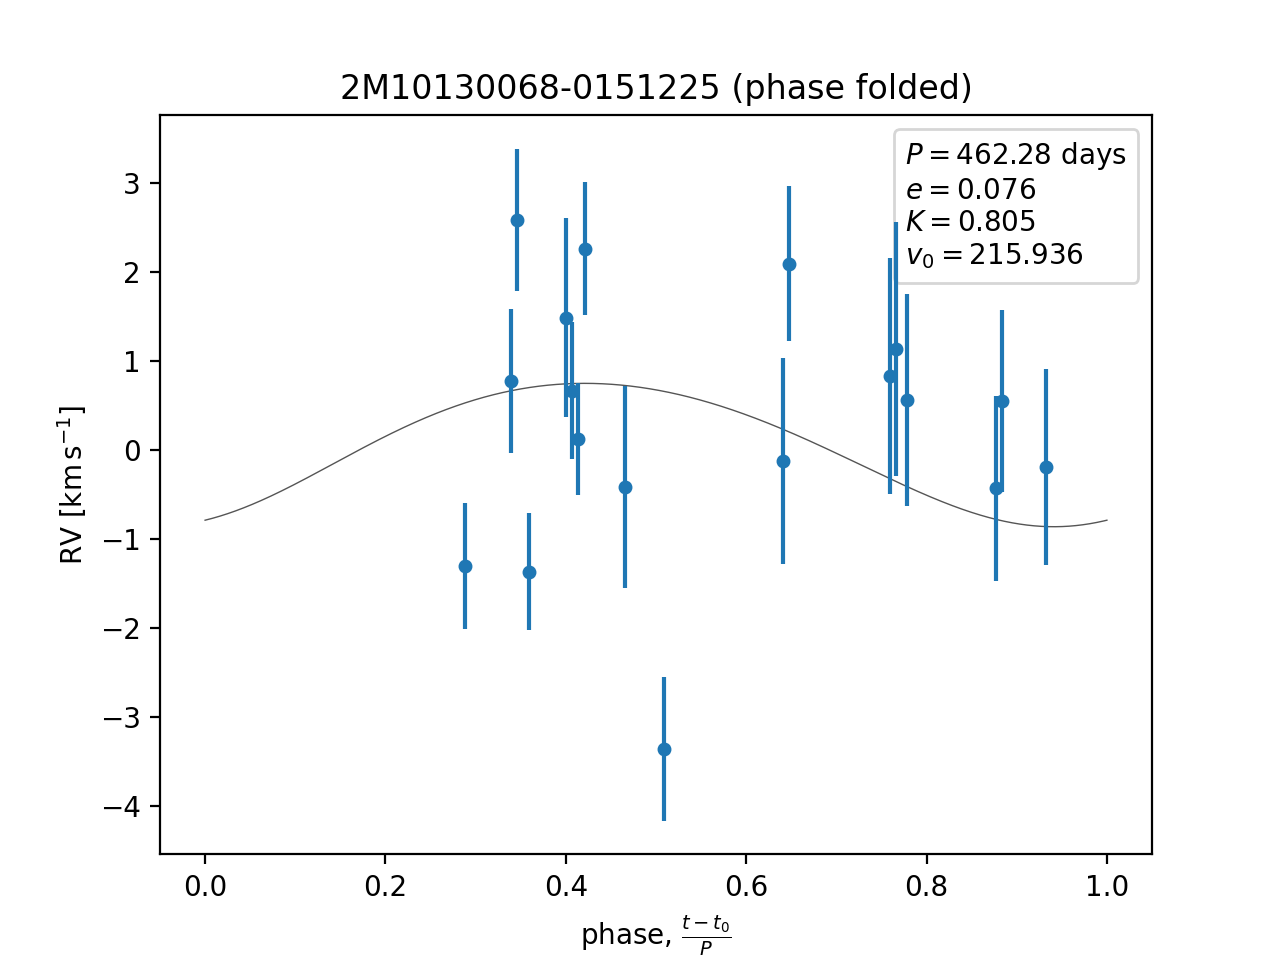 2M10130068-0151225 (phase folded)
P = 462.28 days
e = 0.076
K = 0.805
v₀ = 215.936
3
2
1
0
−1
−2
−3
−4
RV [km s⁻¹]
0.0 0.2 0.4 0.6 0.8 1.0
phase, (t − t₀)/P